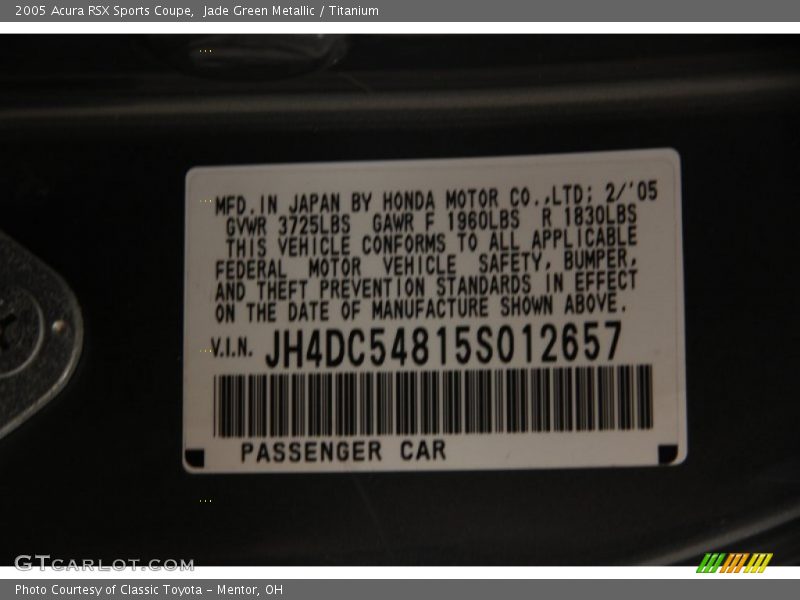 2005 Acura RSX Sports Coupe,  Jade Green Metallic / Titanium
MFD. IN JAPAN BY HONDA MOTOR CO.,LTD; 2/'05
GVWR 3725LBS GAWR F 1960LBS R 1830LBS
THIS VEHICLE CONFORMS TO ALL APPLICABLE
FEDERAL MOTOR VEHICLE SAFETY, BUMPER,
AND THEFT PREVENTION STANDARDS IN EFFECT
ON THE DATE OF MANUFACTURE SHOWN ABOVE.
V.I.N. JH4DC54815S012657
PASSENGER CAR
GTCARLOT.COM
Photo Courtesy of Classic Toyota - Mentor, OH